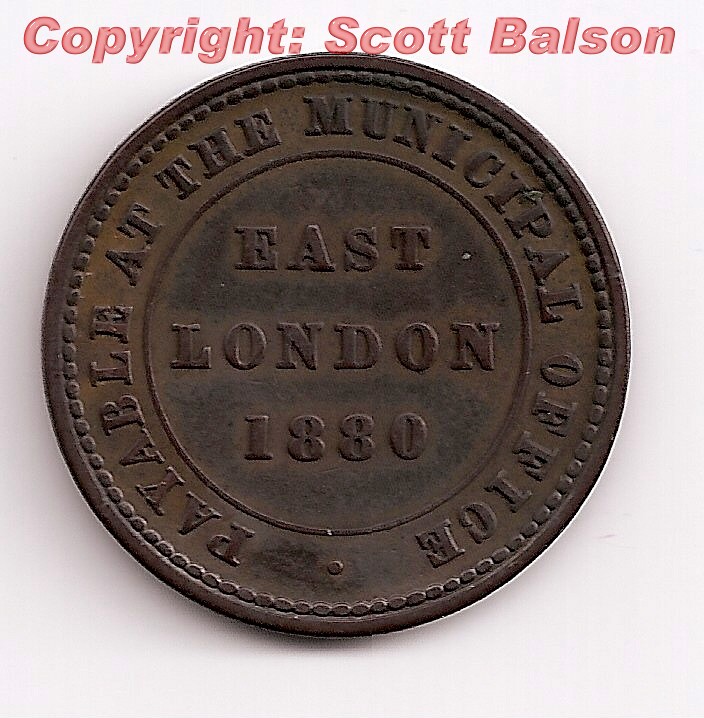 Copyright: Scott Balson
PAYABLE AT THE MUNICIPAL OFFICE
EAST
LONDON
1880